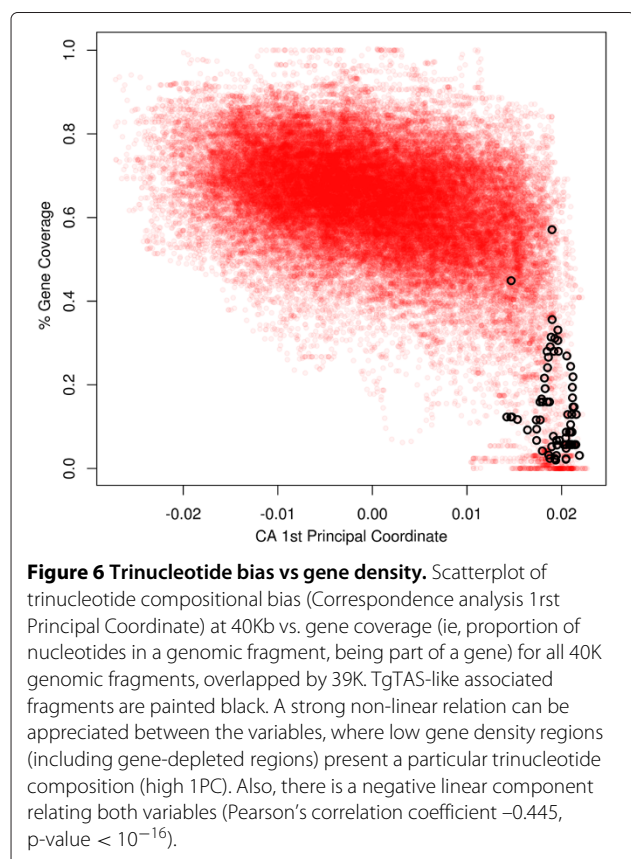 1.0
0.8
0.6
0.4
0.2
0.0
% Gene Coverage
-0.02
-0.01
0.00
0.01
0.02
CA 1st Principal Coordinate
Figure 6 Trinucleotide bias vs gene density. Scatterplot of
trinucleotide compositional bias (Correspondence analysis 1rst
Principal Coordinate) at 40Kb vs. gene coverage (ie, proportion of
nucleotides in a genomic fragment, being part of a gene) for all 40K
genomic fragments, overlapped by 39K. TgTAS-like associated
fragments are painted black. A strong non-linear relation can be
appreciated between the variables, where low gene density regions
(including gene-depleted regions) present a particular trinucleotide
composition (high 1PC). Also, there is a negative linear component
relating both variables (Pearson's correlation coefficient –0.445,
p-value < 10⁻¹⁶).